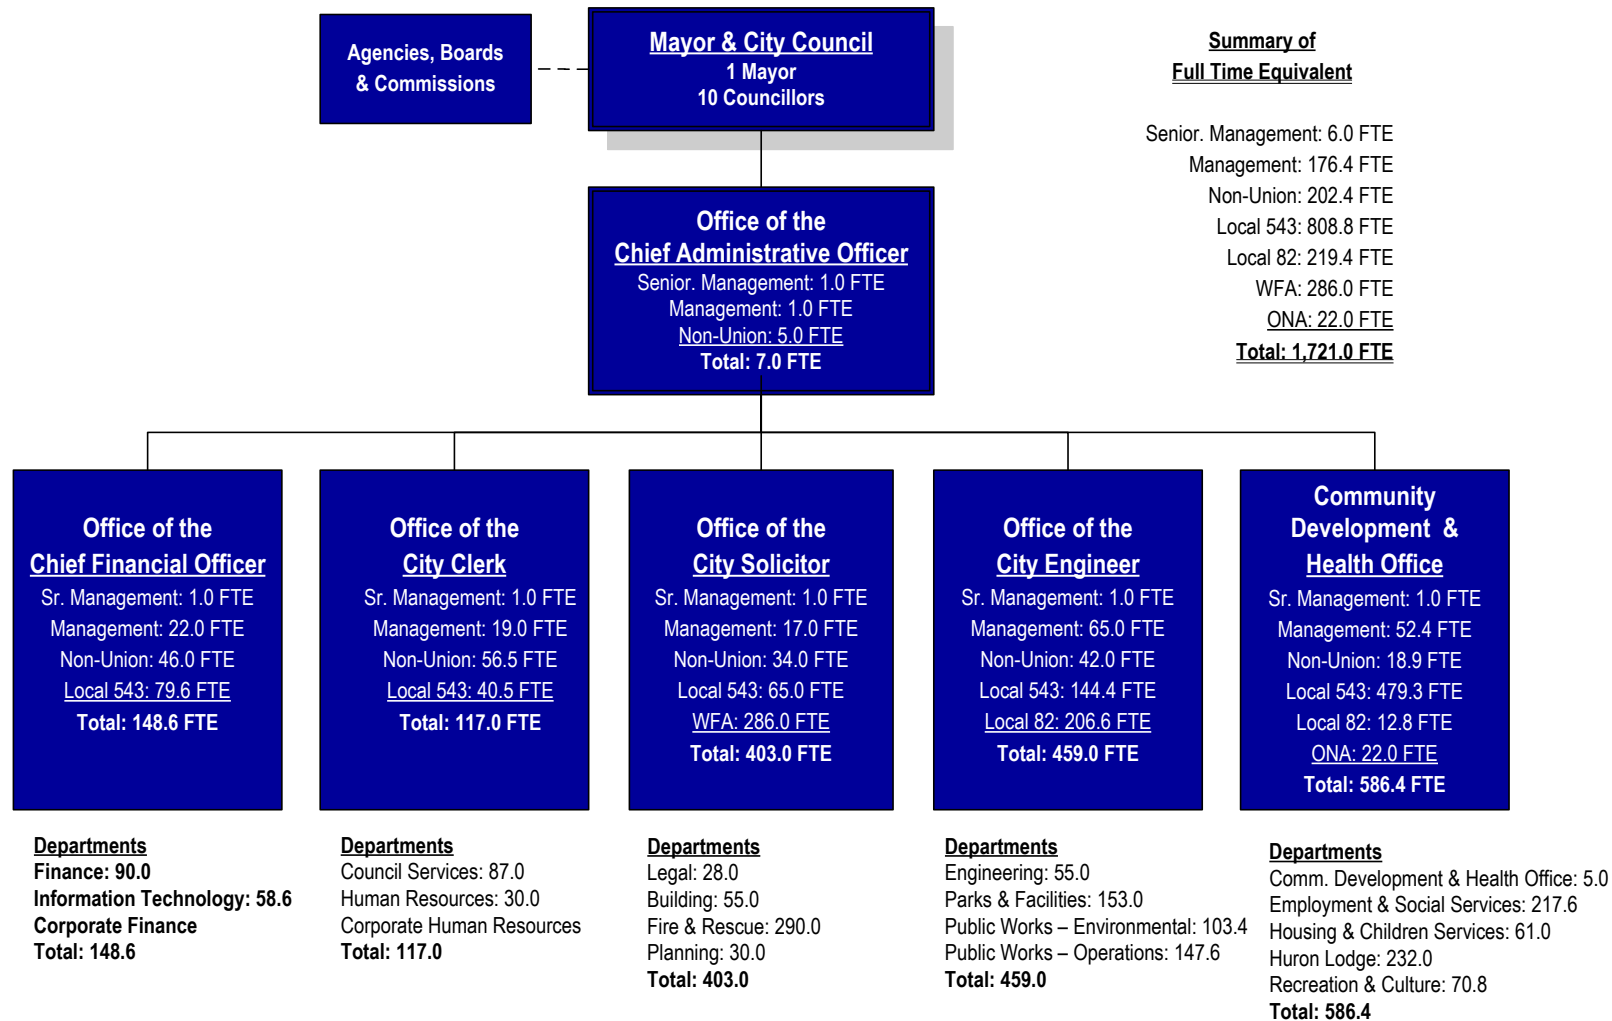 Agencies, Boards
& Commissions
Mayor & City Council
1 Mayor
10 Councillors
Summary of
Full Time Equivalent
Senior. Management: 6.0 FTE
Management: 176.4 FTE
Non-Union: 202.4 FTE
Local 543: 808.8 FTE
Local 82: 219.4 FTE
WFA: 286.0 FTE
ONA: 22.0 FTE
Total: 1,721.0 FTE
Office of the
Chief Administrative Officer
Senior. Management: 1.0 FTE
Management: 1.0 FTE
Non-Union: 5.0 FTE
Total: 7.0 FTE
Office of the
Chief Financial Officer
Sr. Management: 1.0 FTE
Management: 22.0 FTE
Non-Union: 46.0 FTE
Local 543: 79.6 FTE
Total: 148.6 FTE
Office of the
City Clerk
Sr. Management: 1.0 FTE
Management: 19.0 FTE
Non-Union: 56.5 FTE
Local 543: 40.5 FTE
Total: 117.0 FTE
Office of the
City Solicitor
Sr. Management: 1.0 FTE
Management: 17.0 FTE
Non-Union: 34.0 FTE
Local 543: 65.0 FTE
WFA: 286.0 FTE
Total: 403.0 FTE
Office of the
City Engineer
Sr. Management: 1.0 FTE
Management: 65.0 FTE
Non-Union: 42.0 FTE
Local 543: 144.4 FTE
Local 82: 206.6 FTE
Total: 459.0 FTE
Community
Development &
Health Office
Sr. Management: 1.0 FTE
Management: 52.4 FTE
Non-Union: 18.9 FTE
Local 543: 479.3 FTE
Local 82: 12.8 FTE
ONA: 22.0 FTE
Total: 586.4 FTE
Departments
Finance: 90.0
Information Technology: 58.6
Corporate Finance
Total: 148.6
Departments
Council Services: 87.0
Human Resources: 30.0
Corporate Human Resources
Total: 117.0
Departments
Legal: 28.0
Building: 55.0
Fire & Rescue: 290.0
Planning: 30.0
Total: 403.0
Departments
Engineering: 55.0
Parks & Facilities: 153.0
Public Works – Environmental: 103.4
Public Works – Operations: 147.6
Total: 459.0
Departments
Comm. Development & Health Office: 5.0
Employment & Social Services: 217.6
Housing & Children Services: 61.0
Huron Lodge: 232.0
Recreation & Culture: 70.8
Total: 586.4